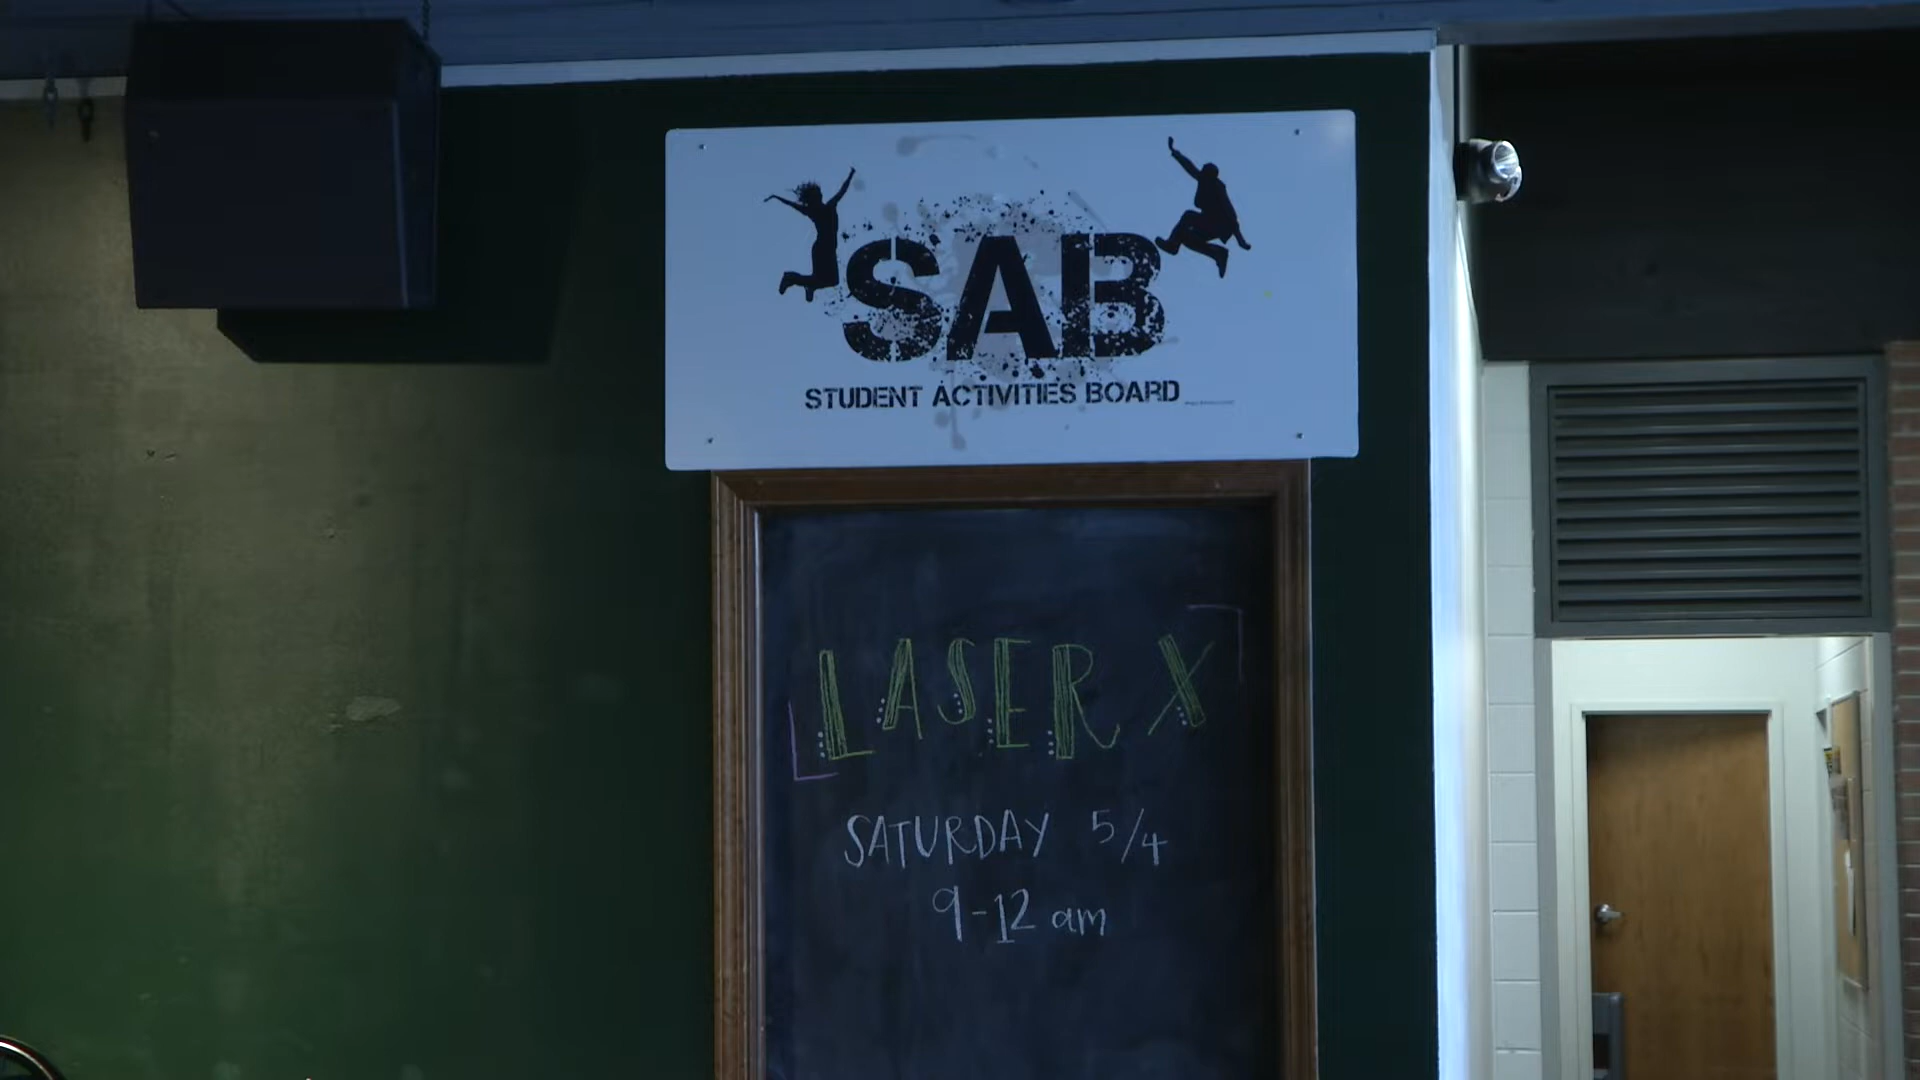 SAB
STUDENT ACTIVITIES BOARD
LASER X
SATURDAY 5/4
9-12 am